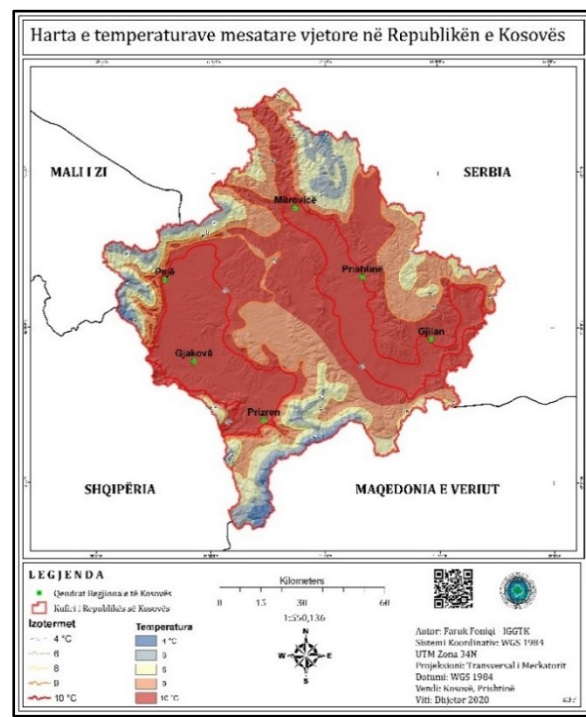 Harta e temperaturave mesatare vjetore në Republikën e Kosovës
MALI I ZI
SERBIA
Mitrovicë
Pejë
Prishtinë
Gjilan
Gjakovë
Prizren
SHQIPËRIA
MAQEDONIA E VERIUT
LEGJENDA
Qendrat Regjionale të Kosovës
Kufiri i Republikës së Kosovës
Izotermet
4 °C
6
8
9
10 °C
Temperatura
4 °C
6
8
9
10 °C
Kilometers
0 15 30 60
1:550,136
N
W E
S
Autor: Faruk Foniqi - IGGTK
Sistemi Koordinativ: WGS 1984
UTM Zona 34N
Projeksioni: Transversal i Merkatorit
Datumi: WGS 1984
Vendi: Kosovë, Prishtinë
Viti: Dhjetor 2020